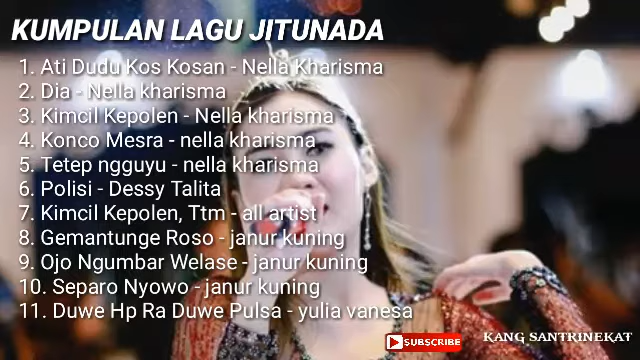 KUMPULAN LAGU JITUNADA
1. Ati Dudu Kos Kosan - Nella Kharisma
2. Dia - Nella kharisma
3. Kimcil Kepolen - Nella kharisma
4. Konco Mesra - nella kharisma
5. Tetep ngguyu - nella kharisma
6. Polisi - Dessy Talita
7. Kimcil Kepolen, Ttm - all artist
8. Gemantunge Roso - janur kuning
9. Ojo Ngumbar Welase - janur kuning
10. Separo Nyowo - janur kuning
11. Duwe Hp Ra Duwe Pulsa - yulia vanesa
SUBSCRIBE
KANG SANTRINEKAT